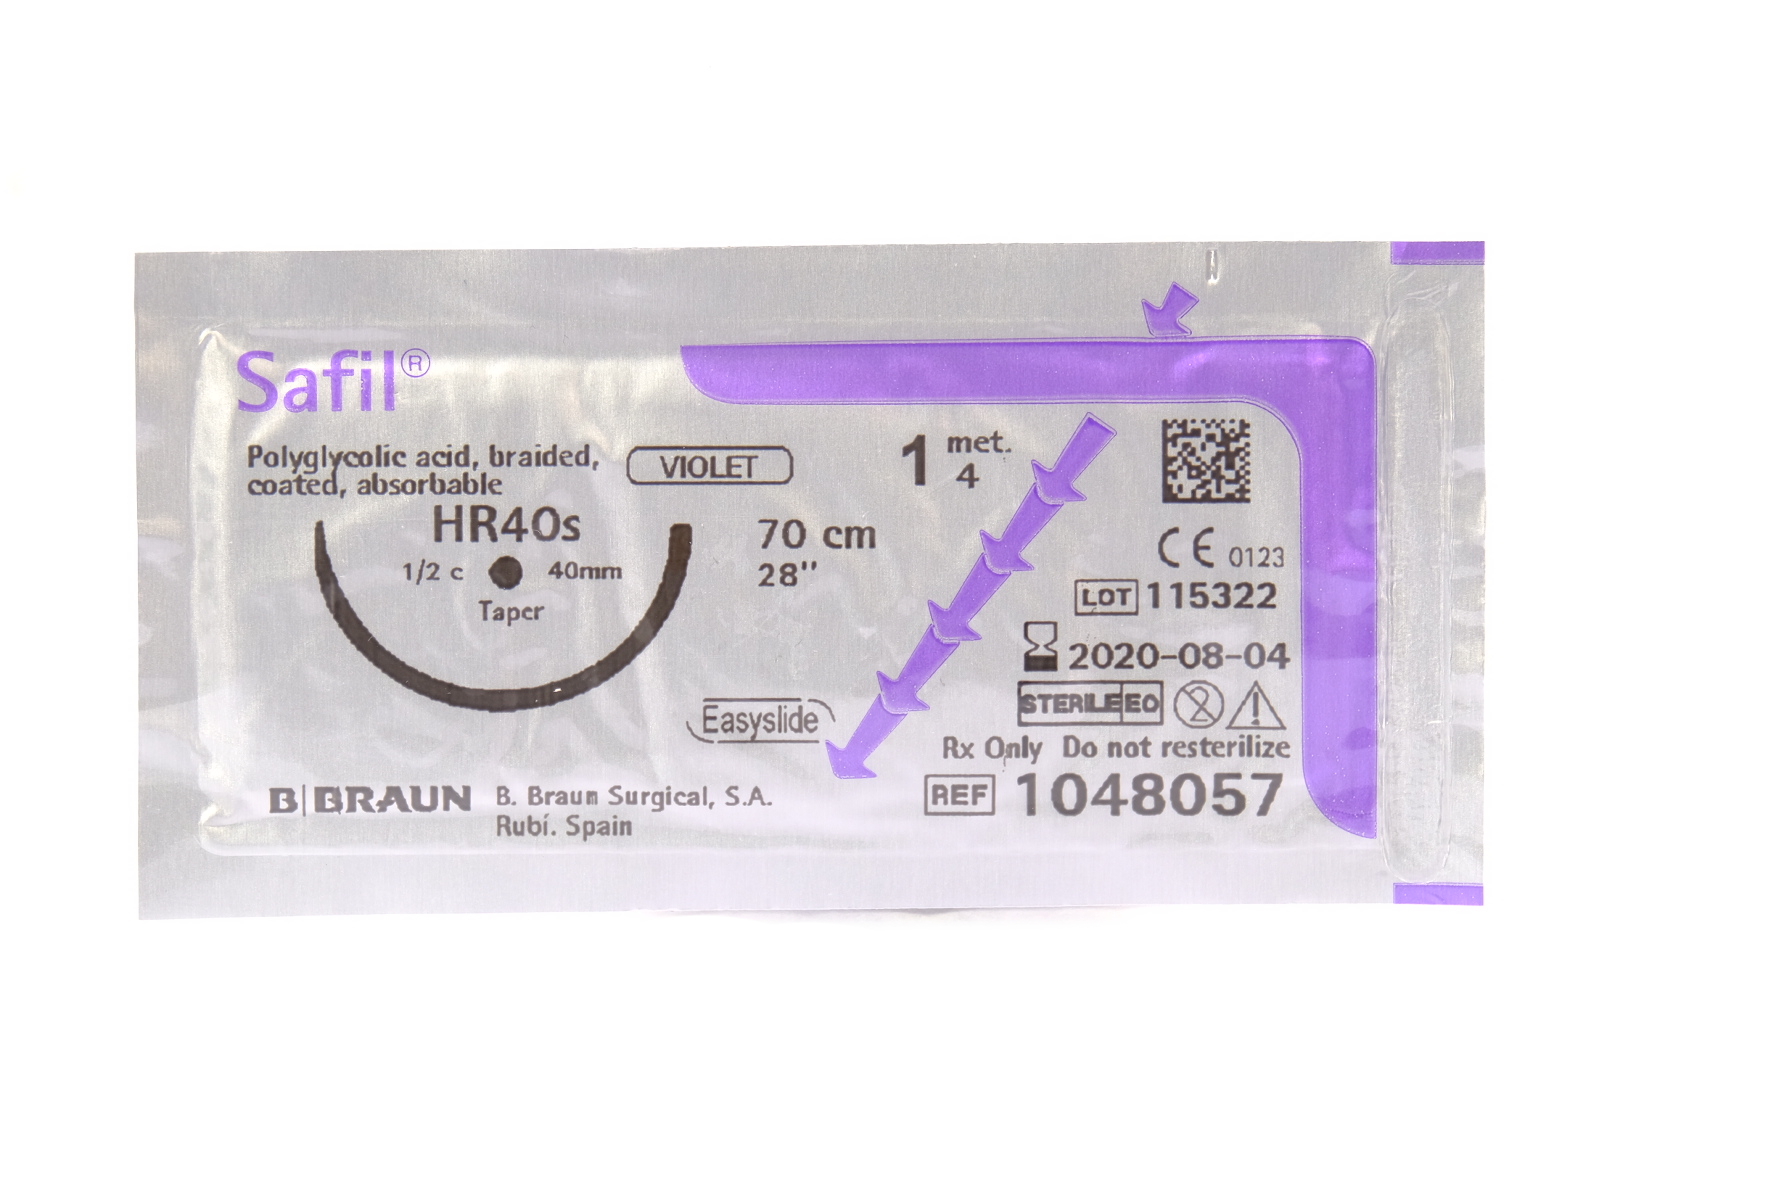 Safil®
Polyglycolic acid, braided,
coated, absorbable
VIOLET
1 met.
4
HR40s
1/2 c 40mm
Taper
70 cm
28"
CE 0123
LOT 115322
2020-08-04
STERILE EO
2
Easyslide
Rx Only Do not resterilize
REF 1048057
B|BRAUN B. Braun Surgical, S.A.
Rubí. Spain